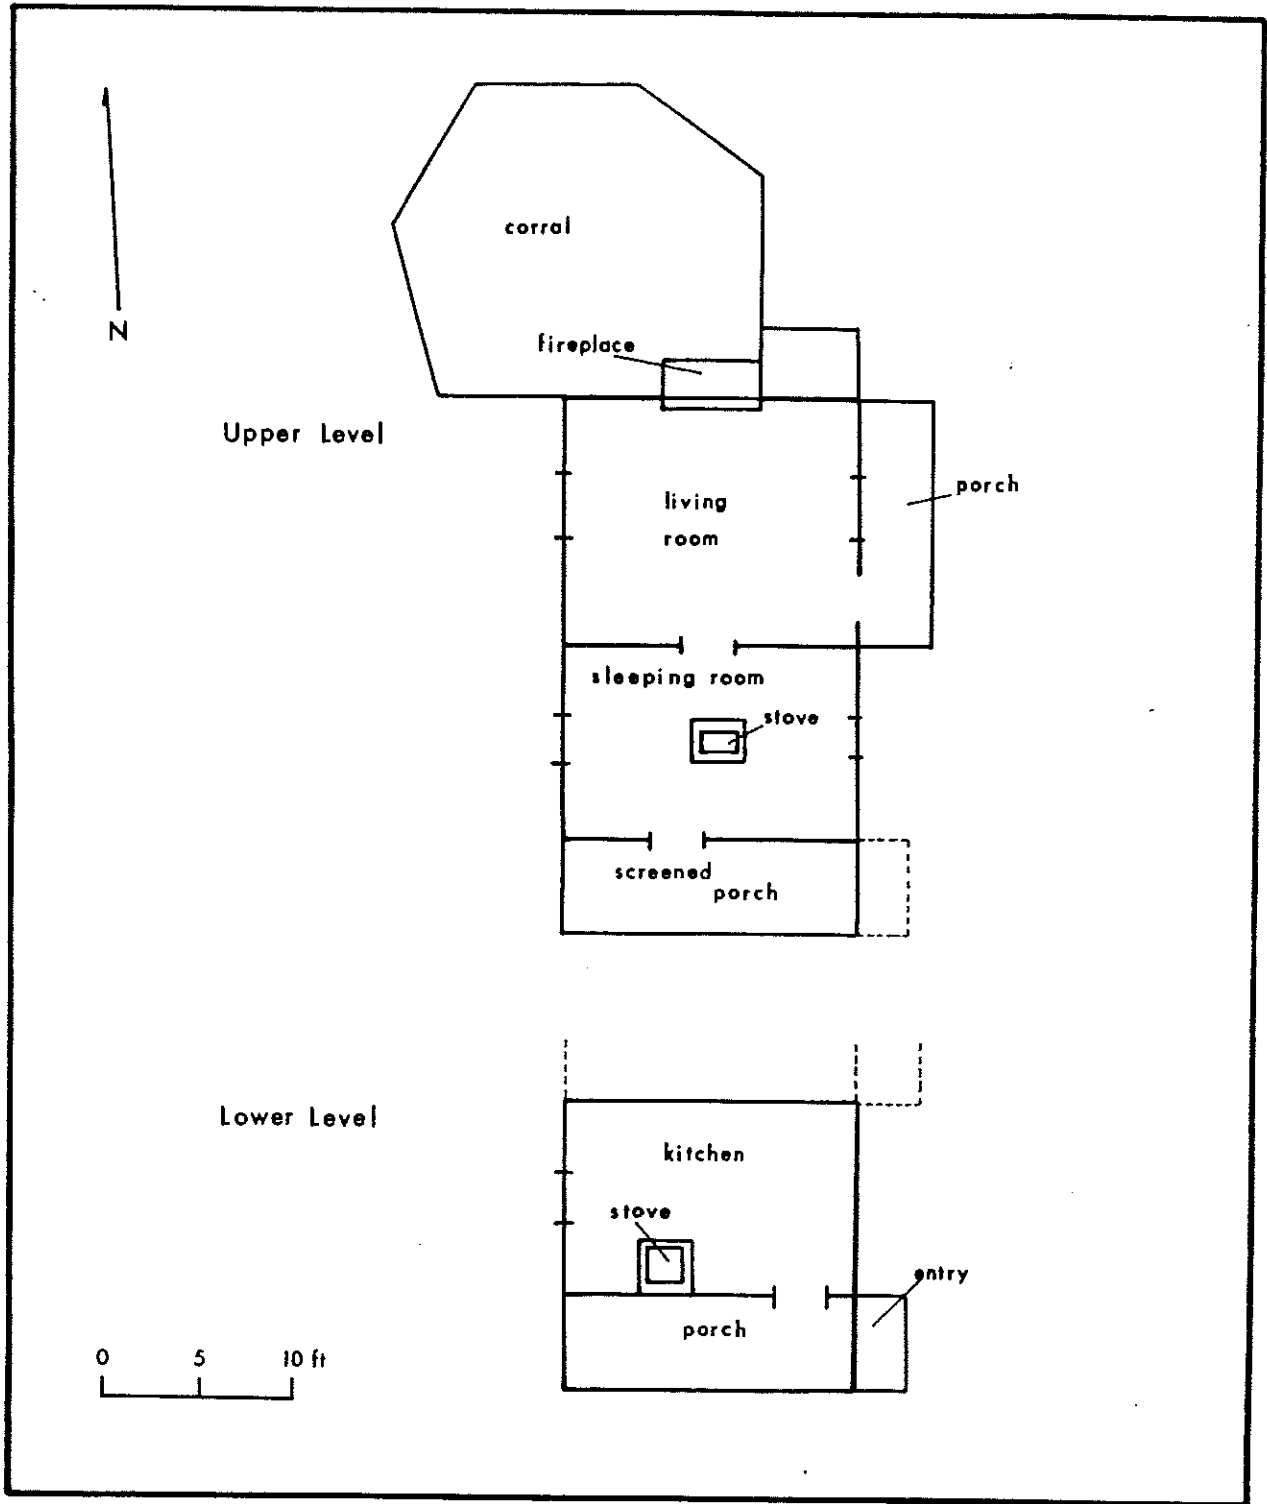 corral
N
fireplace
Upper Level
porch
living
room
sleeping room
stove
screened
porch
Lower Level
kitchen
stove
entry
porch
0 5 10 ft